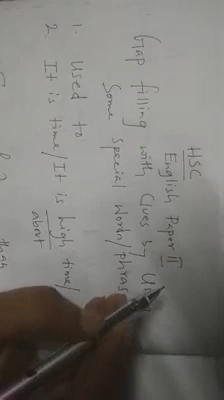 HSC
English Paper II
Gap filling with Clues by
Some Special Words/Phras
1. Used to
2. It is time/It is high time/
about